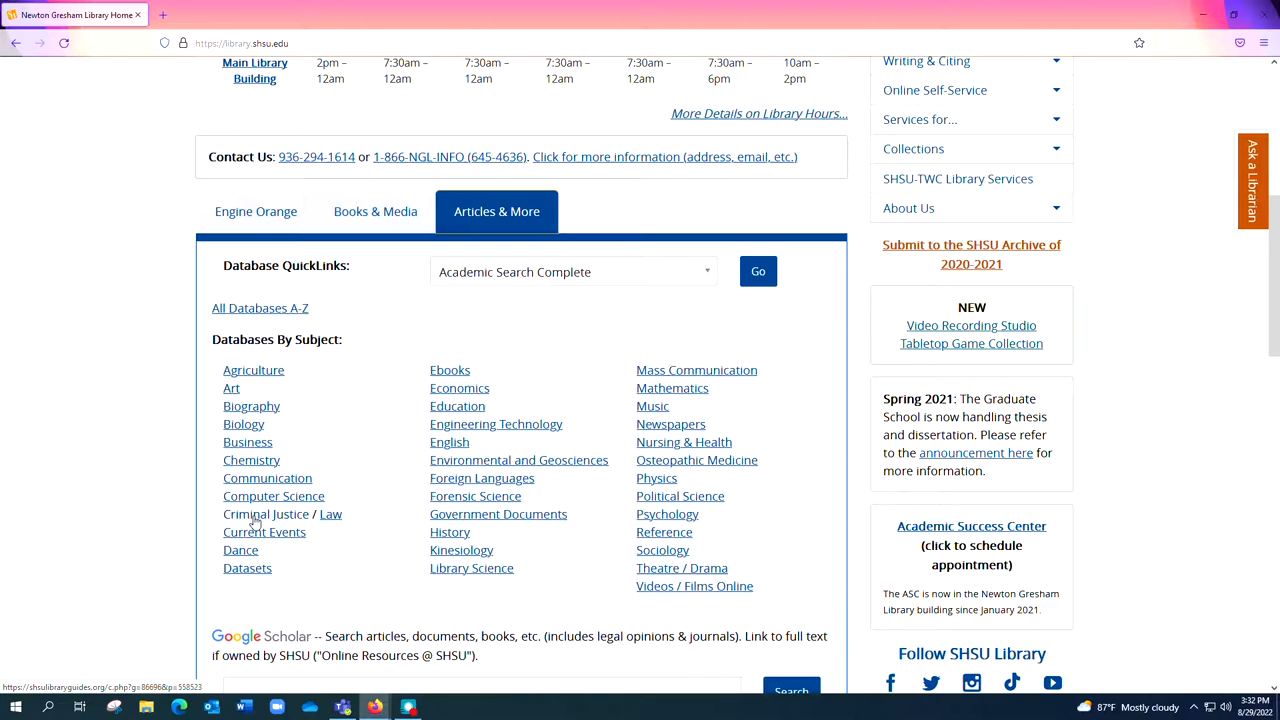 Newton Gresham Library Home
https://library.shsu.edu
Main Library Building 2pm – 12am 7:30am – 12am 7:30am – 12am 7:30am – 12am 7:30am – 12am 7:30am – 6pm 10am – 2pm
More Details on Library Hours...
Contact Us: 936-294-1614 or 1-866-NGL-INFO (645-4636). Click for more information (address, email, etc.)
Engine Orange
Books & Media
Articles & More
Database QuickLinks:
Academic Search Complete
Go
All Databases A-Z
Databases By Subject:
Agriculture
Art
Biography
Biology
Business
Chemistry
Communication
Computer Science
Criminal Justice / Law
Current Events
Dance
Datasets
Ebooks
Economics
Education
Engineering Technology
English
Environmental and Geosciences
Foreign Languages
Forensic Science
Government Documents
History
Kinesiology
Library Science
Mass Communication
Mathematics
Music
Newspapers
Nursing & Health
Osteopathic Medicine
Physics
Political Science
Psychology
Reference
Sociology
Theatre / Drama
Videos / Films Online
Google Scholar -- Search articles, documents, books, etc. (includes legal opinions & journals). Link to full text
if owned by SHSU ("Online Resources @ SHSU").
Search
Writing & Citing
Online Self-Service
Services for...
Collections
SHSU-TWC Library Services
About Us
Submit to the SHSU Archive of
2020-2021
NEW
Video Recording Studio
Tabletop Game Collection
Spring 2021: The Graduate
School is now handling thesis
and dissertation. Please refer
to the announcement here for
more information.
Academic Success Center
(click to schedule
appointment)
The ASC is now in the Newton Gresham
Library building since January 2021.
Follow SHSU Library
Ask a Librarian
https://shsulibraryguides.org/c.php?g=86696&p=558523
87°F Mostly cloudy
3:32 PM
8/29/2022